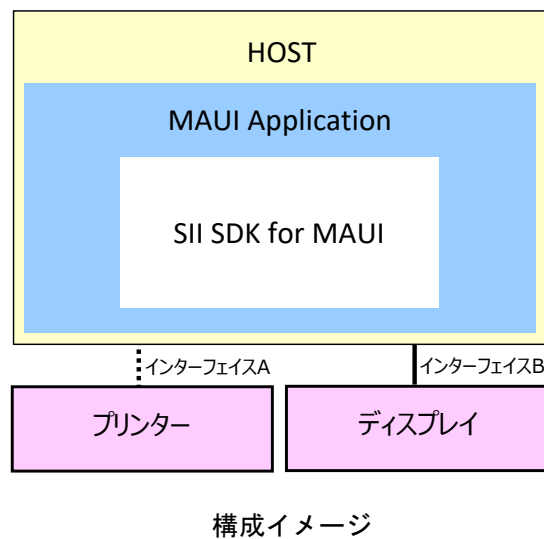 HOST
MAUI Application
SII SDK for MAUI
インターフェイスA
インターフェイスB
プリンター
ディスプレイ
構成イメージ